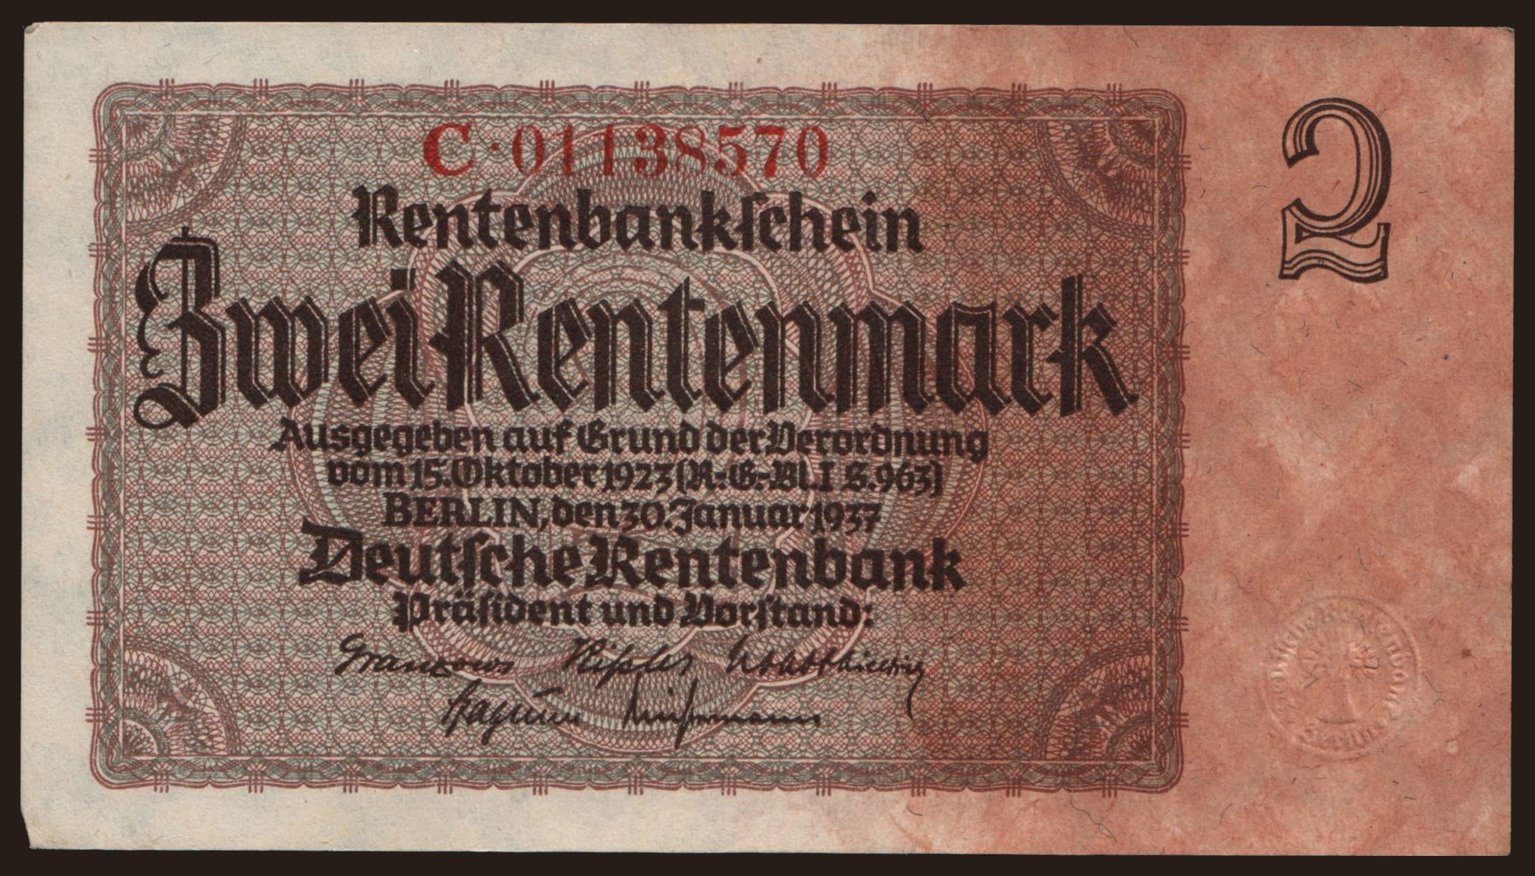 C·01138570
2
Rentenbankſchein
Zwei Rentenmark
Ausgegeben auf Grund der Verordnung
vom 15. Oktober 1923 (R.-G.-Bl. I S. 963)
BERLIN, den 30. Januar 1937
Deutſche Rentenbank
Präſident und Vorſtand: